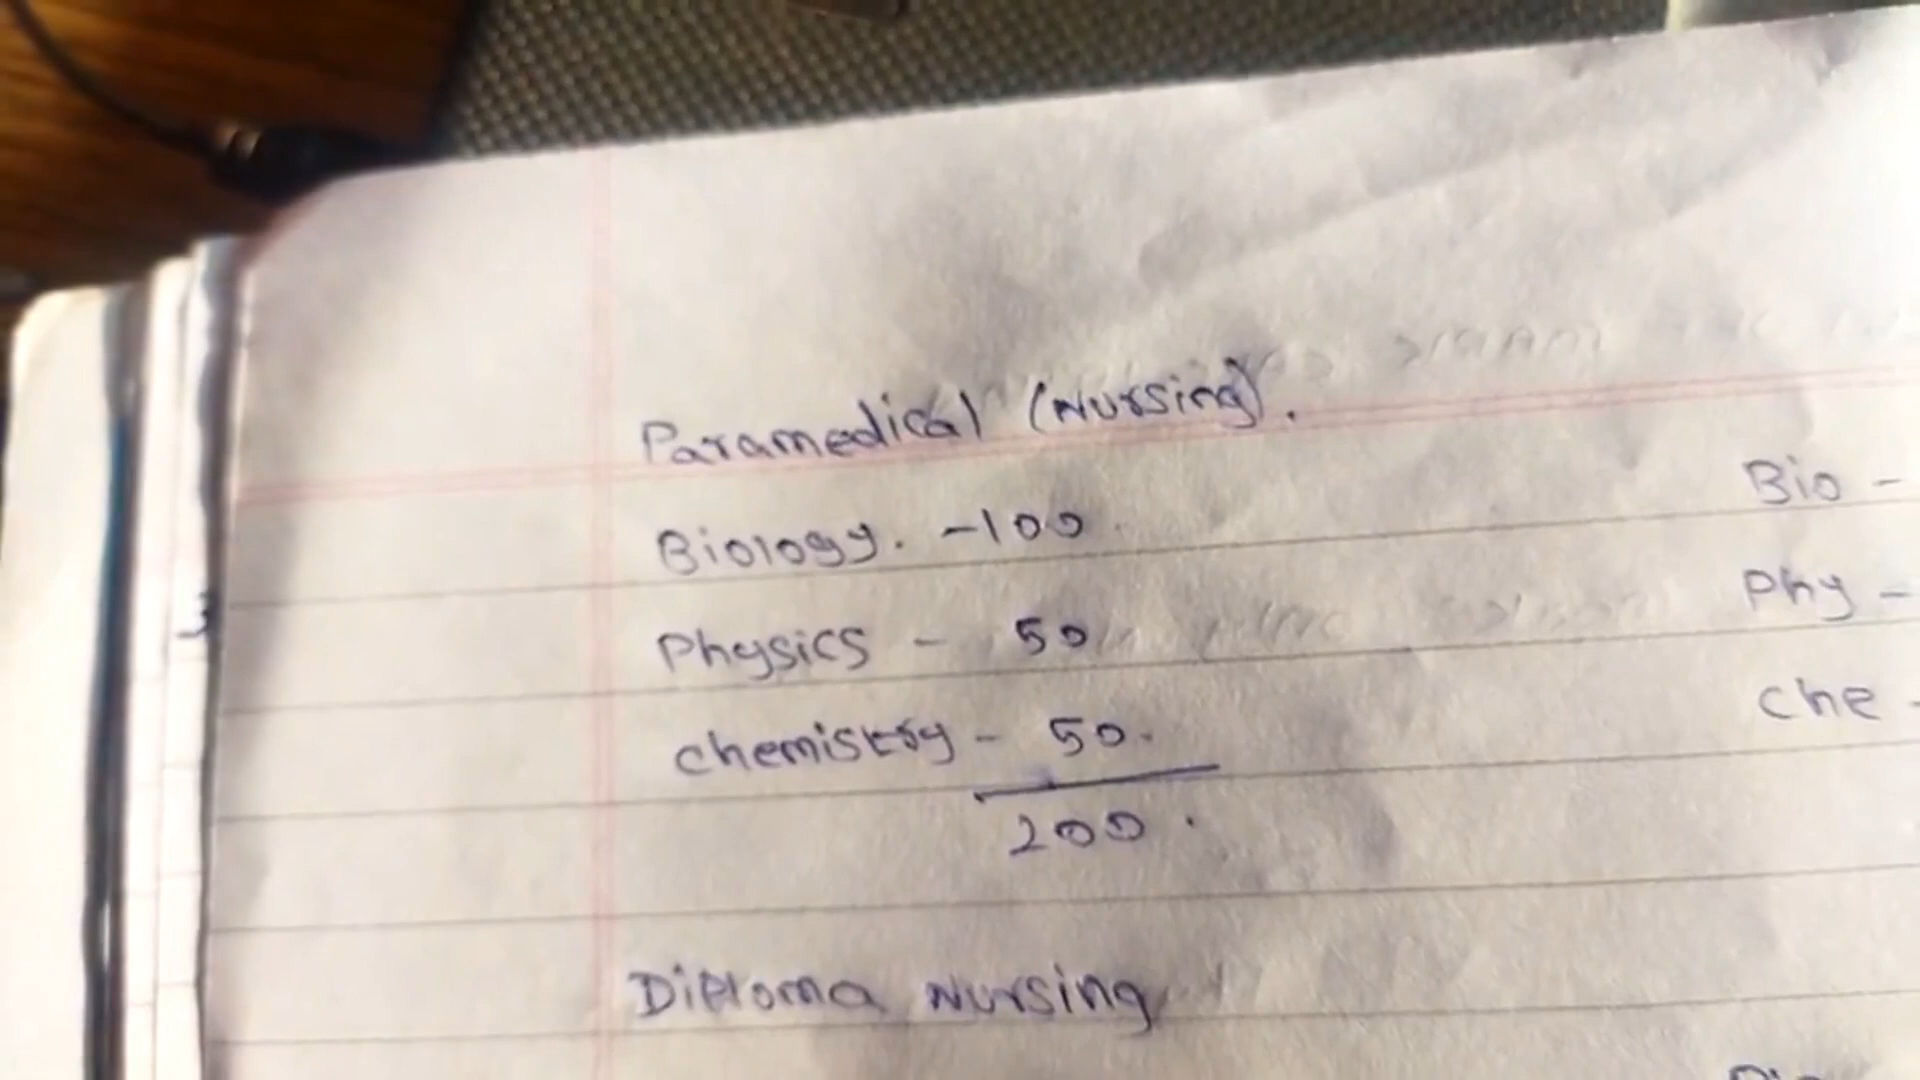 Paramedical (Nursing).
Biology. - 100
Physics - 50
chemistry - 50.
200.
Diploma Nursing
Bio -
Phy -
che -